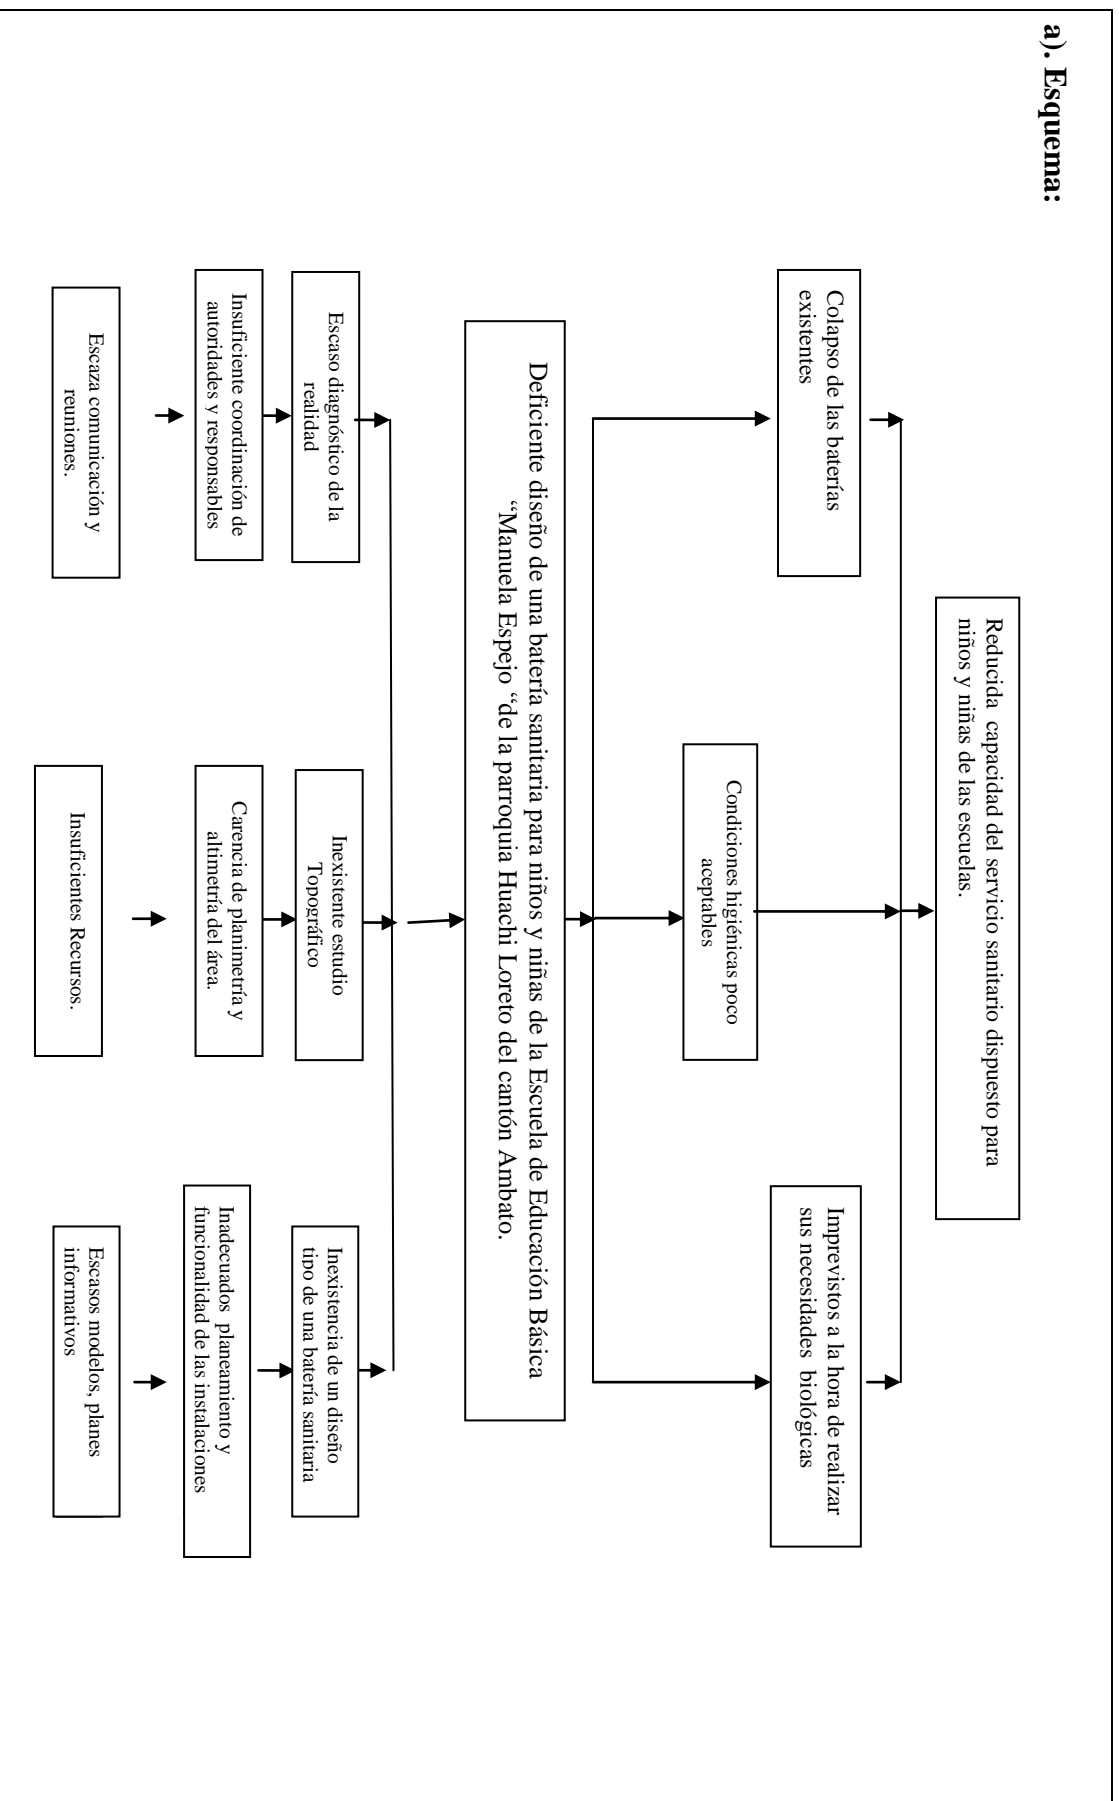 a). Esquema:
Reducida capacidad del servicio sanitario dispuesto para
niños y niñas de las escuelas.
Colapso de las baterías
existentes
Condiciones higiénicas poco
aceptables
Imprevistos a la hora de realizar
sus necesidades biológicas
Deficiente diseño de una batería sanitaria para niños y niñas de la Escuela de Educación Básica
“Manuela Espejo “de la parroquia Huachi Loreto del cantón Ambato.
Escaso diagnóstico de la
realidad
Inexistente estudio
Topográfico
Inexistencia de un diseño
tipo de una batería sanitaria
Insuficiente coordinación de
autoridades y responsables
Carencia de planimetría y
altimetría del área.
Inadecuados planeamiento y
funcionalidad de las instalaciones
Escaza comunicación y
reuniones.
Insuficientes Recursos.
Escasos modelos, planes
informativos